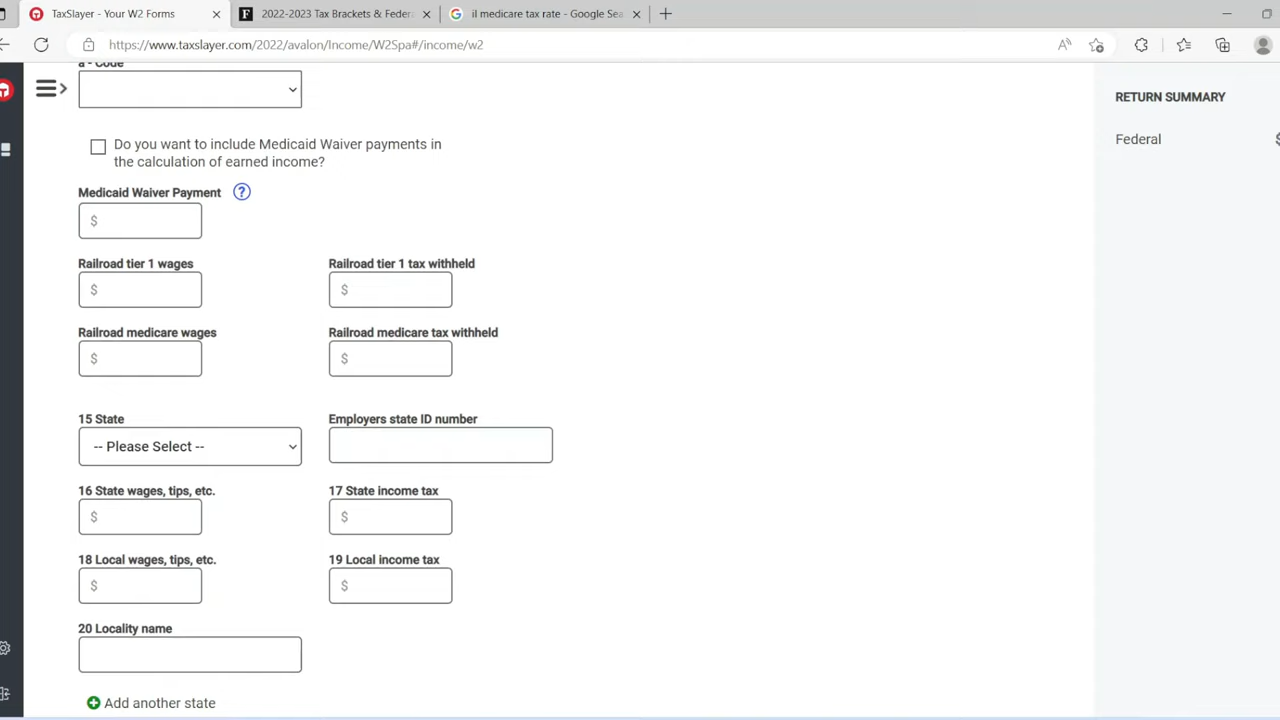 TaxSlayer - Your W2 Forms
2022-2023 Tax Brackets & Feder
il medicare tax rate - Google Sea
https://www.taxslayer.com/2022/avalon/Income/W2Spa#/income/w2
a - Code
RETURN SUMMARY
Federal
$
Do you want to include Medicaid Waiver payments in
the calculation of earned income?
Medicaid Waiver Payment ?
$
Railroad tier 1 wages
Railroad tier 1 tax withheld
$
$
Railroad medicare wages
Railroad medicare tax withheld
$
$
15 State
Employers state ID number
-- Please Select --
16 State wages, tips, etc.
17 State income tax
$
$
18 Local wages, tips, etc.
19 Local income tax
$
$
20 Locality name
Add another state